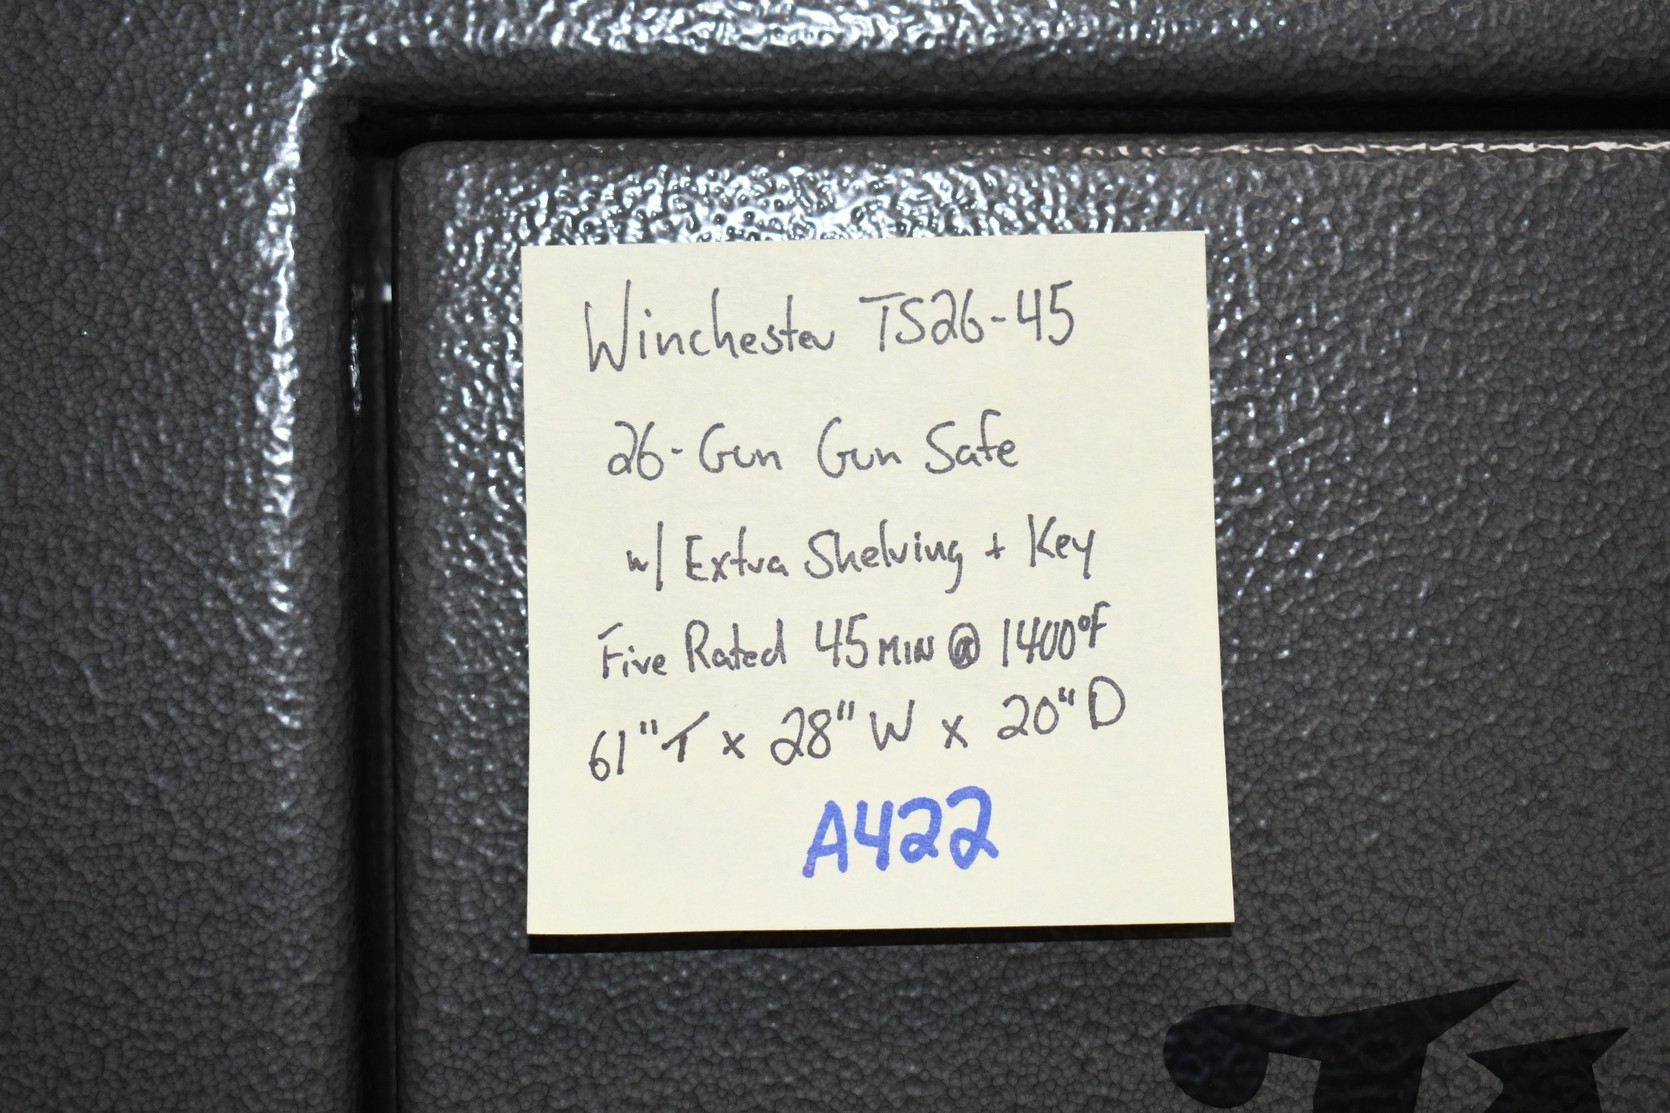 Winchester TS26-45
26-Gun Gun Safe
w/ Extra Shelving + Key
Fire Rated 45 MIN @ 1400°F
61" T x 28" W x 20" D
A422